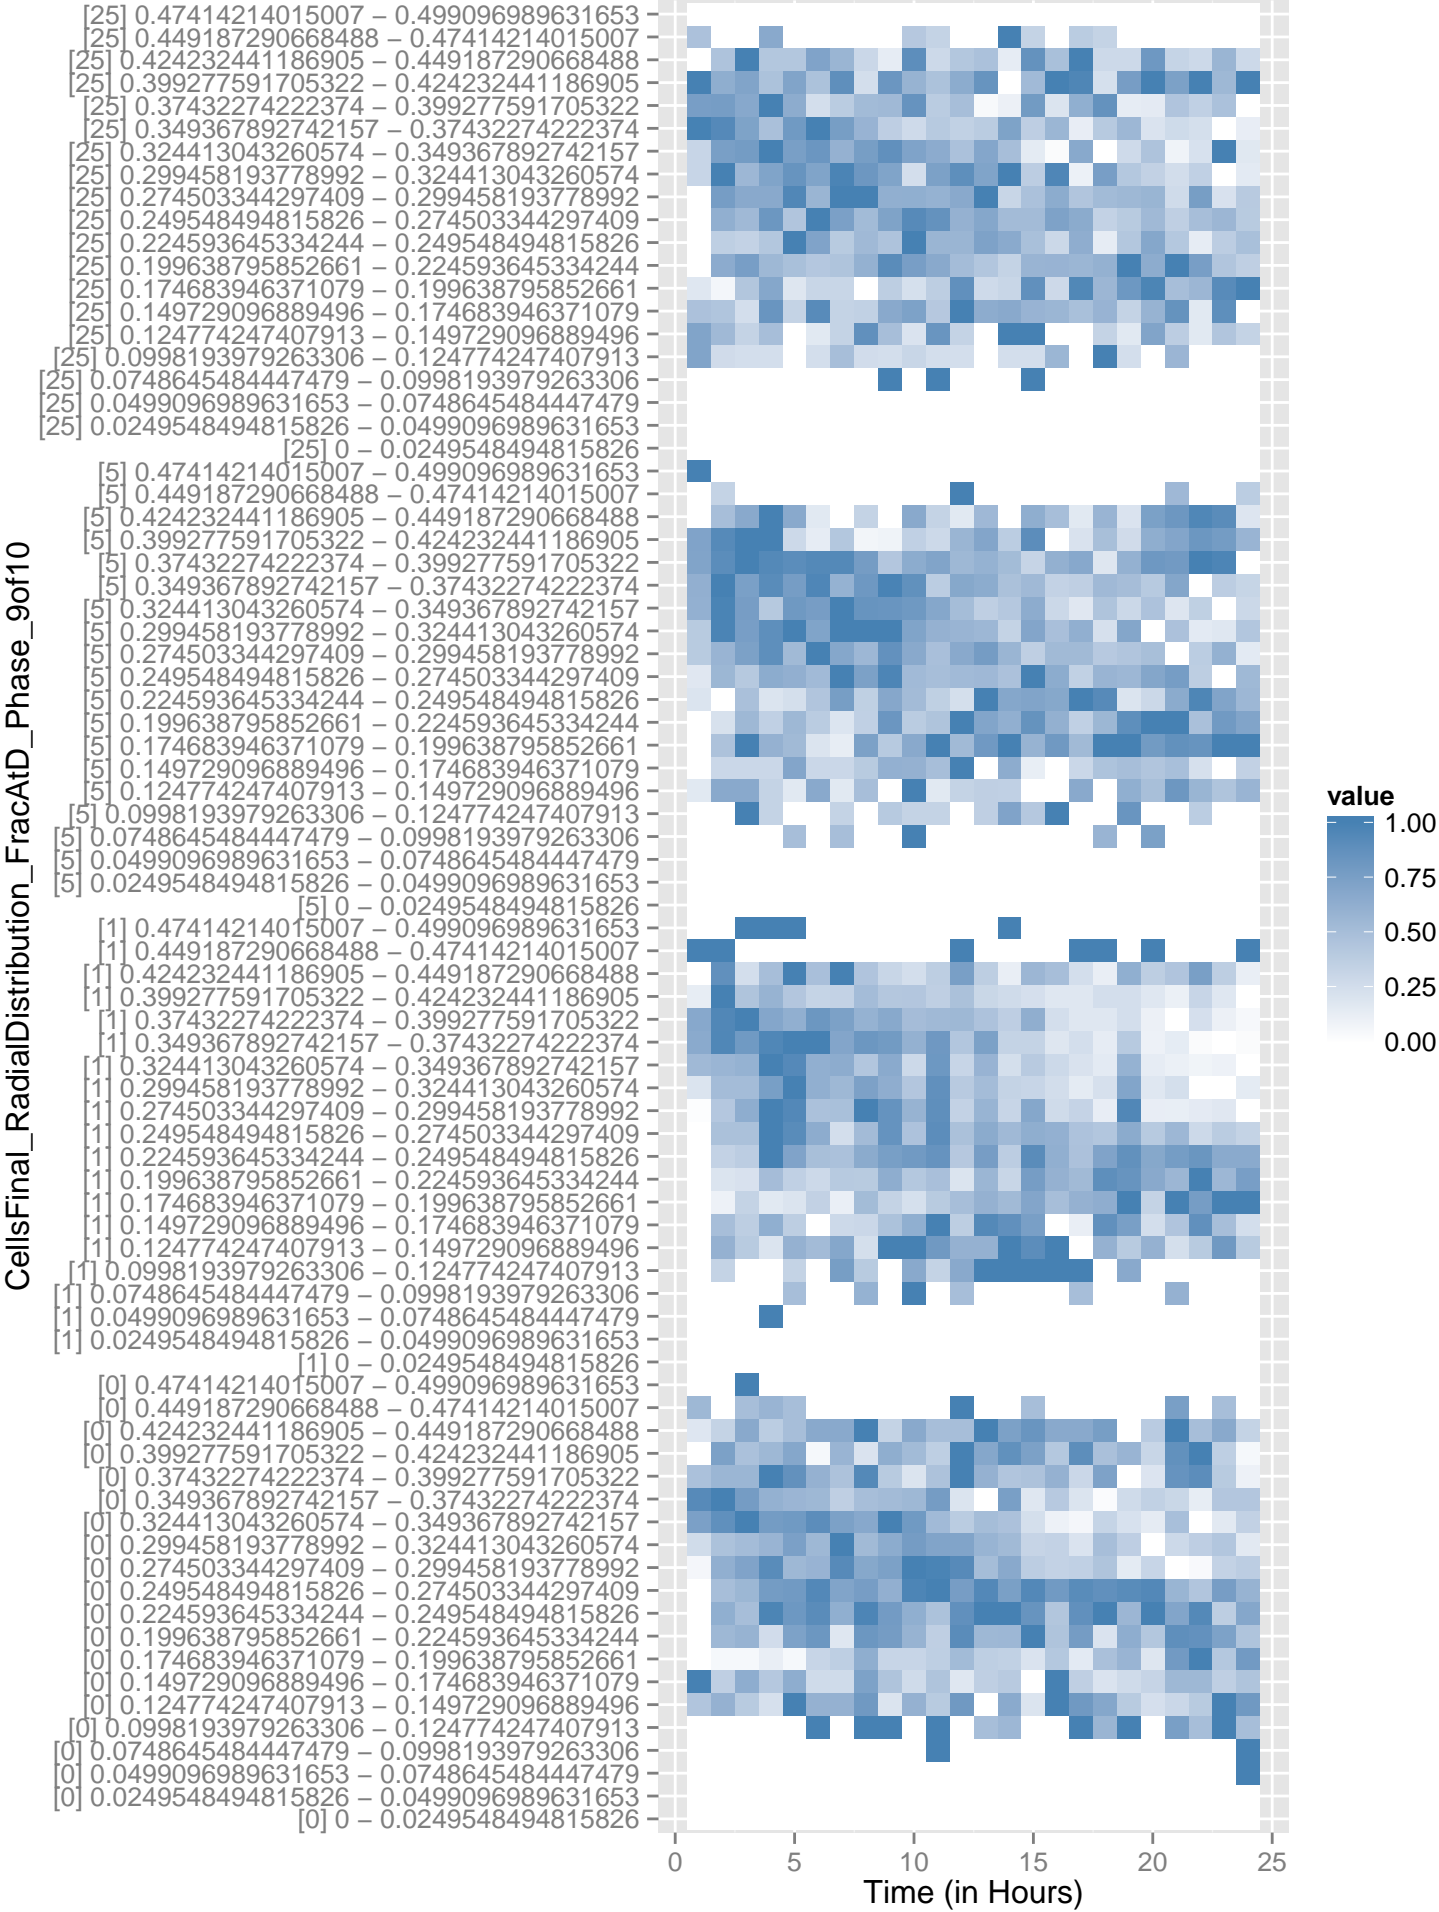 CellsFinal_RadialDistribution_FracAtD_Phase_9of10
[25] 0.47414214015007 – 0.499096989631653
[25] 0.449187290668488 – 0.47414214015007
[25] 0.424232441186905 – 0.449187290668488
[25] 0.399277591705322 – 0.424232441186905
[25] 0.37432274222374 – 0.399277591705322
[25] 0.349367892742157 – 0.37432274222374
[25] 0.324413043260574 – 0.349367892742157
[25] 0.299458193778992 – 0.324413043260574
[25] 0.274503344297409 – 0.299458193778992
[25] 0.249548494815826 – 0.274503344297409
[25] 0.224593645334244 – 0.249548494815826
[25] 0.199638795852661 – 0.224593645334244
[25] 0.174683946371079 – 0.199638795852661
[25] 0.149729096889496 – 0.174683946371079
[25] 0.124774247407913 – 0.149729096889496
[25] 0.0998193979263306 – 0.124774247407913
[25] 0.0748645484447479 – 0.0998193979263306
[25] 0.0499096989631653 – 0.0748645484447479
[25] 0.0249548494815826 – 0.0499096989631653
[25] 0 – 0.0249548494815826
[5] 0.47414214015007 – 0.499096989631653
[5] 0.449187290668488 – 0.47414214015007
[5] 0.424232441186905 – 0.449187290668488
[5] 0.399277591705322 – 0.424232441186905
[5] 0.37432274222374 – 0.399277591705322
[5] 0.349367892742157 – 0.37432274222374
[5] 0.324413043260574 – 0.349367892742157
[5] 0.299458193778992 – 0.324413043260574
[5] 0.274503344297409 – 0.299458193778992
[5] 0.249548494815826 – 0.274503344297409
[5] 0.224593645334244 – 0.249548494815826
[5] 0.199638795852661 – 0.224593645334244
[5] 0.174683946371079 – 0.199638795852661
[5] 0.149729096889496 – 0.174683946371079
[5] 0.124774247407913 – 0.149729096889496
[5] 0.0998193979263306 – 0.124774247407913
[5] 0.0748645484447479 – 0.0998193979263306
[5] 0.0499096989631653 – 0.0748645484447479
[5] 0.0249548494815826 – 0.0499096989631653
[5] 0 – 0.0249548494815826
[1] 0.47414214015007 – 0.499096989631653
[1] 0.449187290668488 – 0.47414214015007
[1] 0.424232441186905 – 0.449187290668488
[1] 0.399277591705322 – 0.424232441186905
[1] 0.37432274222374 – 0.399277591705322
[1] 0.349367892742157 – 0.37432274222374
[1] 0.324413043260574 – 0.349367892742157
[1] 0.299458193778992 – 0.324413043260574
[1] 0.274503344297409 – 0.299458193778992
[1] 0.249548494815826 – 0.274503344297409
[1] 0.224593645334244 – 0.249548494815826
[1] 0.199638795852661 – 0.224593645334244
[1] 0.174683946371079 – 0.199638795852661
[1] 0.149729096889496 – 0.174683946371079
[1] 0.124774247407913 – 0.149729096889496
[1] 0.0998193979263306 – 0.124774247407913
[1] 0.0748645484447479 – 0.0998193979263306
[1] 0.0499096989631653 – 0.0748645484447479
[1] 0.0249548494815826 – 0.0499096989631653
[1] 0 – 0.0249548494815826
[0] 0.47414214015007 – 0.499096989631653
[0] 0.449187290668488 – 0.47414214015007
[0] 0.424232441186905 – 0.449187290668488
[0] 0.399277591705322 – 0.424232441186905
[0] 0.37432274222374 – 0.399277591705322
[0] 0.349367892742157 – 0.37432274222374
[0] 0.324413043260574 – 0.349367892742157
[0] 0.299458193778992 – 0.324413043260574
[0] 0.274503344297409 – 0.299458193778992
[0] 0.249548494815826 – 0.274503344297409
[0] 0.224593645334244 – 0.249548494815826
[0] 0.199638795852661 – 0.224593645334244
[0] 0.174683946371079 – 0.199638795852661
[0] 0.149729096889496 – 0.174683946371079
[0] 0.124774247407913 – 0.149729096889496
[0] 0.0998193979263306 – 0.124774247407913
[0] 0.0748645484447479 – 0.0998193979263306
[0] 0.0499096989631653 – 0.0748645484447479
[0] 0.0249548494815826 – 0.0499096989631653
[0] 0 – 0.0249548494815826
0 5 10 15 20 25
Time (in Hours)
value
1.00
0.75
0.50
0.25
0.00